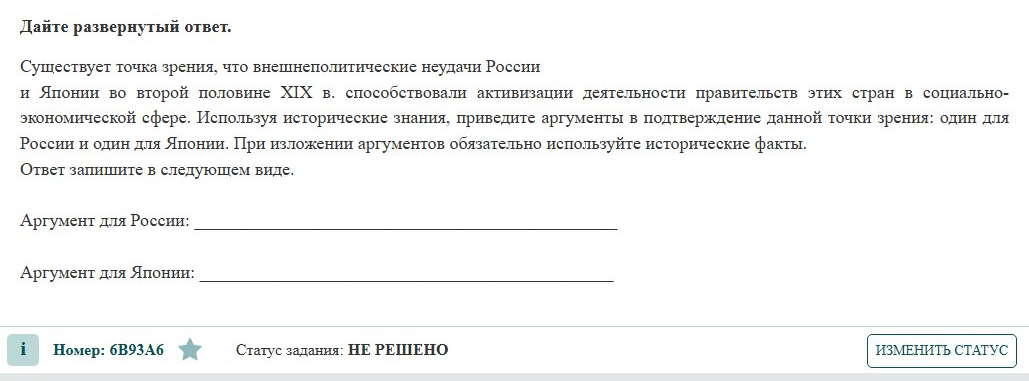 Дайте развернутый ответ.
Существует точка зрения, что внешнеполитические неудачи России
и Японии во второй половине XIX в. способствовали активизации деятельности правительств этих стран в социально-
экономической сфере. Используя исторические знания, приведите аргументы в подтверждение данной точки зрения: один для
России и один для Японии. При изложении аргументов обязательно используйте исторические факты.
Ответ запишите в следующем виде.
Аргумент для России: ____________________
Аргумент для Японии: ____________________
i Номер: 6B93A6 Статус задания: НЕ РЕШЕНО ИЗМЕНИТЬ СТАТУС